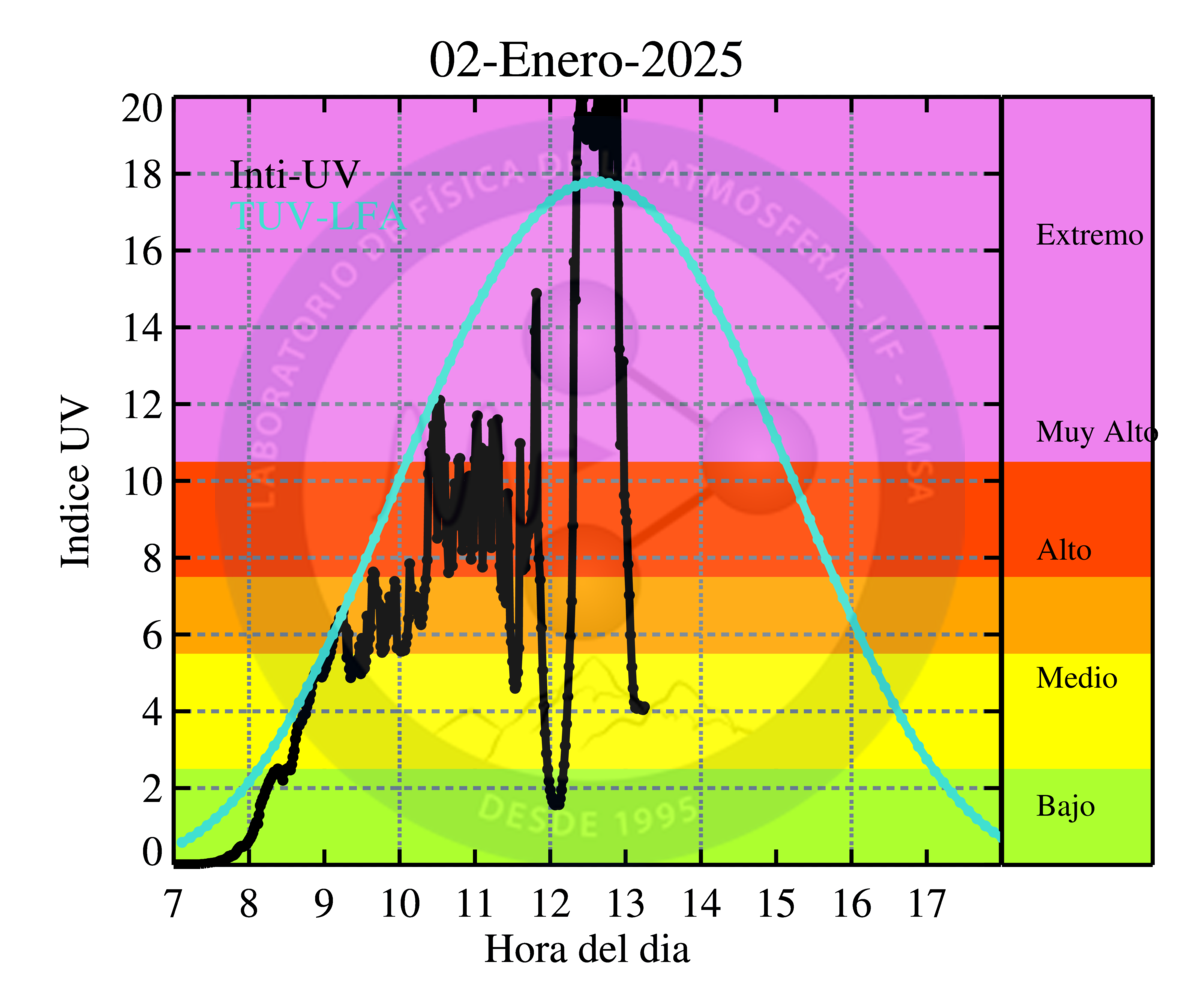 02-Enero-2025
20
18
16
14
12
10
8
6
4
2
0
Indice UV
Inti-UV
TUV-LFA
LABORATORIO DE FÍSICA DE LA ATMÓSFERA - IIF - UMSA
DESDE 1995
Extremo
Muy Alto
Alto
Medio
Bajo
7 8 9 10 11 12 13 14 15 16 17
Hora del dia